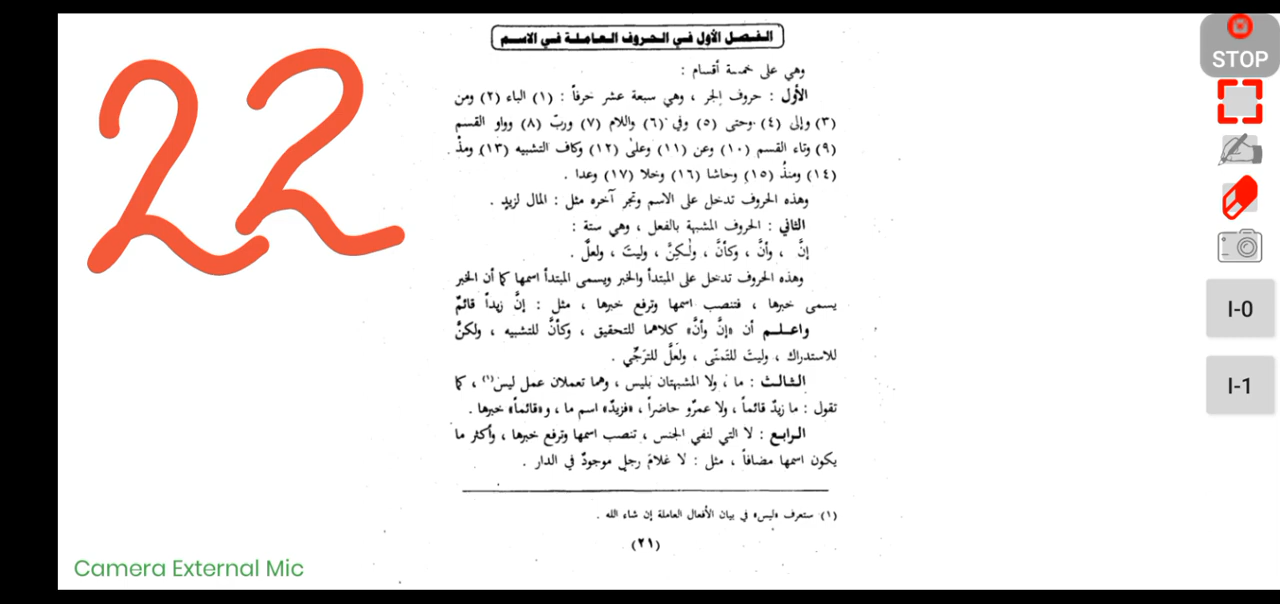 22
الفصل الأول في الحروف العاملة في الاسم
وهي على خمسة أقسام :
الأول : حروف الجر ، وهي سبعة عشر حرفاً : (١) الباء (٢) ومن
(٣) وإلى (٤) وحتى (٥) وفي (٦) واللام (٧) وربّ (٨) وواو القسم
(٩) وتاء القسم (١٠) وعن (١١) وعلىٰ (١٢) وكاف التشبيه (١٣) ومذْ
(١٤) ومنذُ (١٥) وحاشا (١٦) وخلا (١٧) وعدا .
وهذه الحروف تدخل على الاسم وتجر آخره مثل : المال لزيدٍ .
الثاني : الحروف المشبهة بالفعل ، وهي ستة :
إنَّ ، وأنَّ ، وكأنَّ ، ولٰكِنَّ ، وليتَ ، ولعلَّ .
وهذه الحروف تدخل على المبتدأ والخبر ويسمى المبتدأ اسمها كما أن الخبر
يسمى خبرها ، فتنصب اسمها وترفع خبرها ، مثل : إنَّ زيداً قائمٌ
واعلم أن «إنَّ وأنَّ» كلاهما للتحقيق ، وكأنَّ للتشبيه ، ولكنَّ
للاستدراك ، وليتَ للتمنّى ، ولعَلَّ للترَجِّي .
الثالث : ما ، ولا المشبهتان بليس ، وهما تعملان عمل ليس(١) ، كما
تقول : ما زيدٌ قائماً ، ولا عمرٌو حاضراً ، «فزيد» اسم ما ، و«قائماً» خبرها .
الرابع : لا التي لنفي الجنس ، تنصب اسمها وترفع خبرها ، وأكثر ما
يكون اسمها مضافاً ، مثل : لا غلامَ رجلٍ موجودٌ في الدار .
(١) ستعرف «ليس» في بيان الأفعال العاملة إن شاء الله .
(٢١)
STOP
I-0
I-1
Camera External Mic